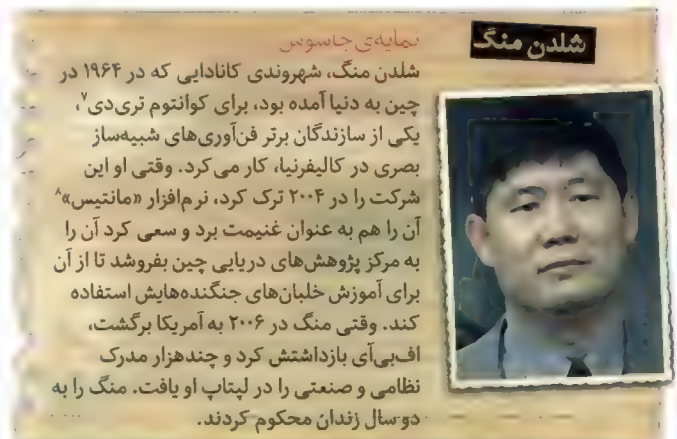 شلدن منگ
نمایه‌ی جاسوس
شلدن منگ، شهروندی کانادایی که در ۱۹۶۴ در
چین به دنیا آمده بود، برای کوانتوم تری‌دی۷،
یکی از سازندگان برتر فن‌آوری‌های شبیه‌ساز
بصری در کالیفرنیا، کار می‌کرد. وقتی او این
شرکت را در ۲۰۰۴ ترک کرد، نرم‌افزار «مانتیس»۸
آن را هم به عنوان غنیمت برد و سعی کرد آن را
به مرکز پژوهش‌های دریایی چین بفروشد تا از آن
برای آموزش خلبان‌های جنگنده‌هایش استفاده
کند. وقتی منگ در ۲۰۰۶ به آمریکا برگشت،
اف‌بی‌آی بازداشتش کرد و چندهزار مدرک
نظامی و صنعتی را در لپتاپ او یافت. منگ را به
دو سال زندان محکوم کردند.